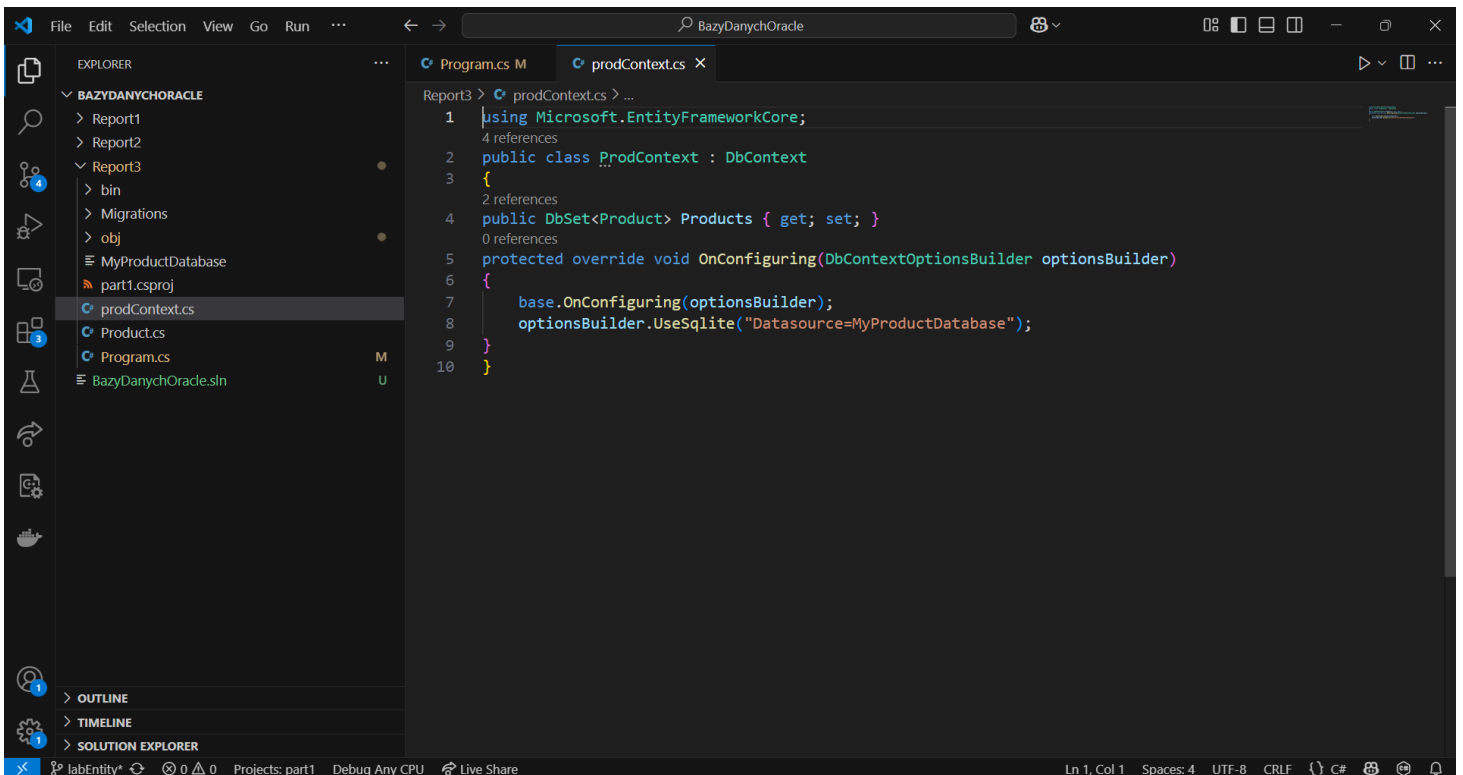 File Edit Selection View Go Run ··· BazyDanychOracle
EXPLORER ···
BAZYDANYCHORACLE
Report1
Report2
Report3
bin
Migrations
obj
MyProductDatabase
part1.csproj
prodContext.cs
Product.cs
Program.cs M
BazyDanychOracle.sln U
OUTLINE
TIMELINE
SOLUTION EXPLORER
4
3
1
1
Program.cs M prodContext.cs
Report3 > prodContext.cs > ...
1 using Microsoft.EntityFrameworkCore;
4 references
2 public class ProdContext : DbContext
3 {
2 references
4 public DbSet<Product> Products { get; set; }
0 references
5 protected override void OnConfiguring(DbContextOptionsBuilder optionsBuilder)
6 {
7 base.OnConfiguring(optionsBuilder);
8 optionsBuilder.UseSqlite("Datasource=MyProductDatabase");
9 }
10 }
labEntity* 0 0 Projects: part1 Debug Any CPU Live Share Ln 1, Col 1 Spaces: 4 UTF-8 CRLF {} C#